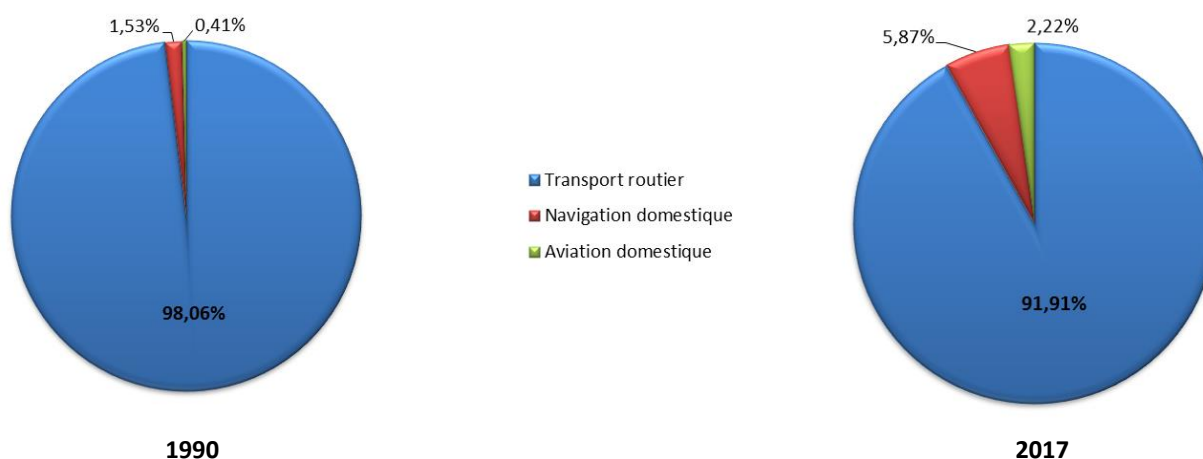 1,53%
0,41%
98,06%
1990
Transport routier
Navigation domestique
Aviation domestique
5,87%
2,22%
91,91%
2017